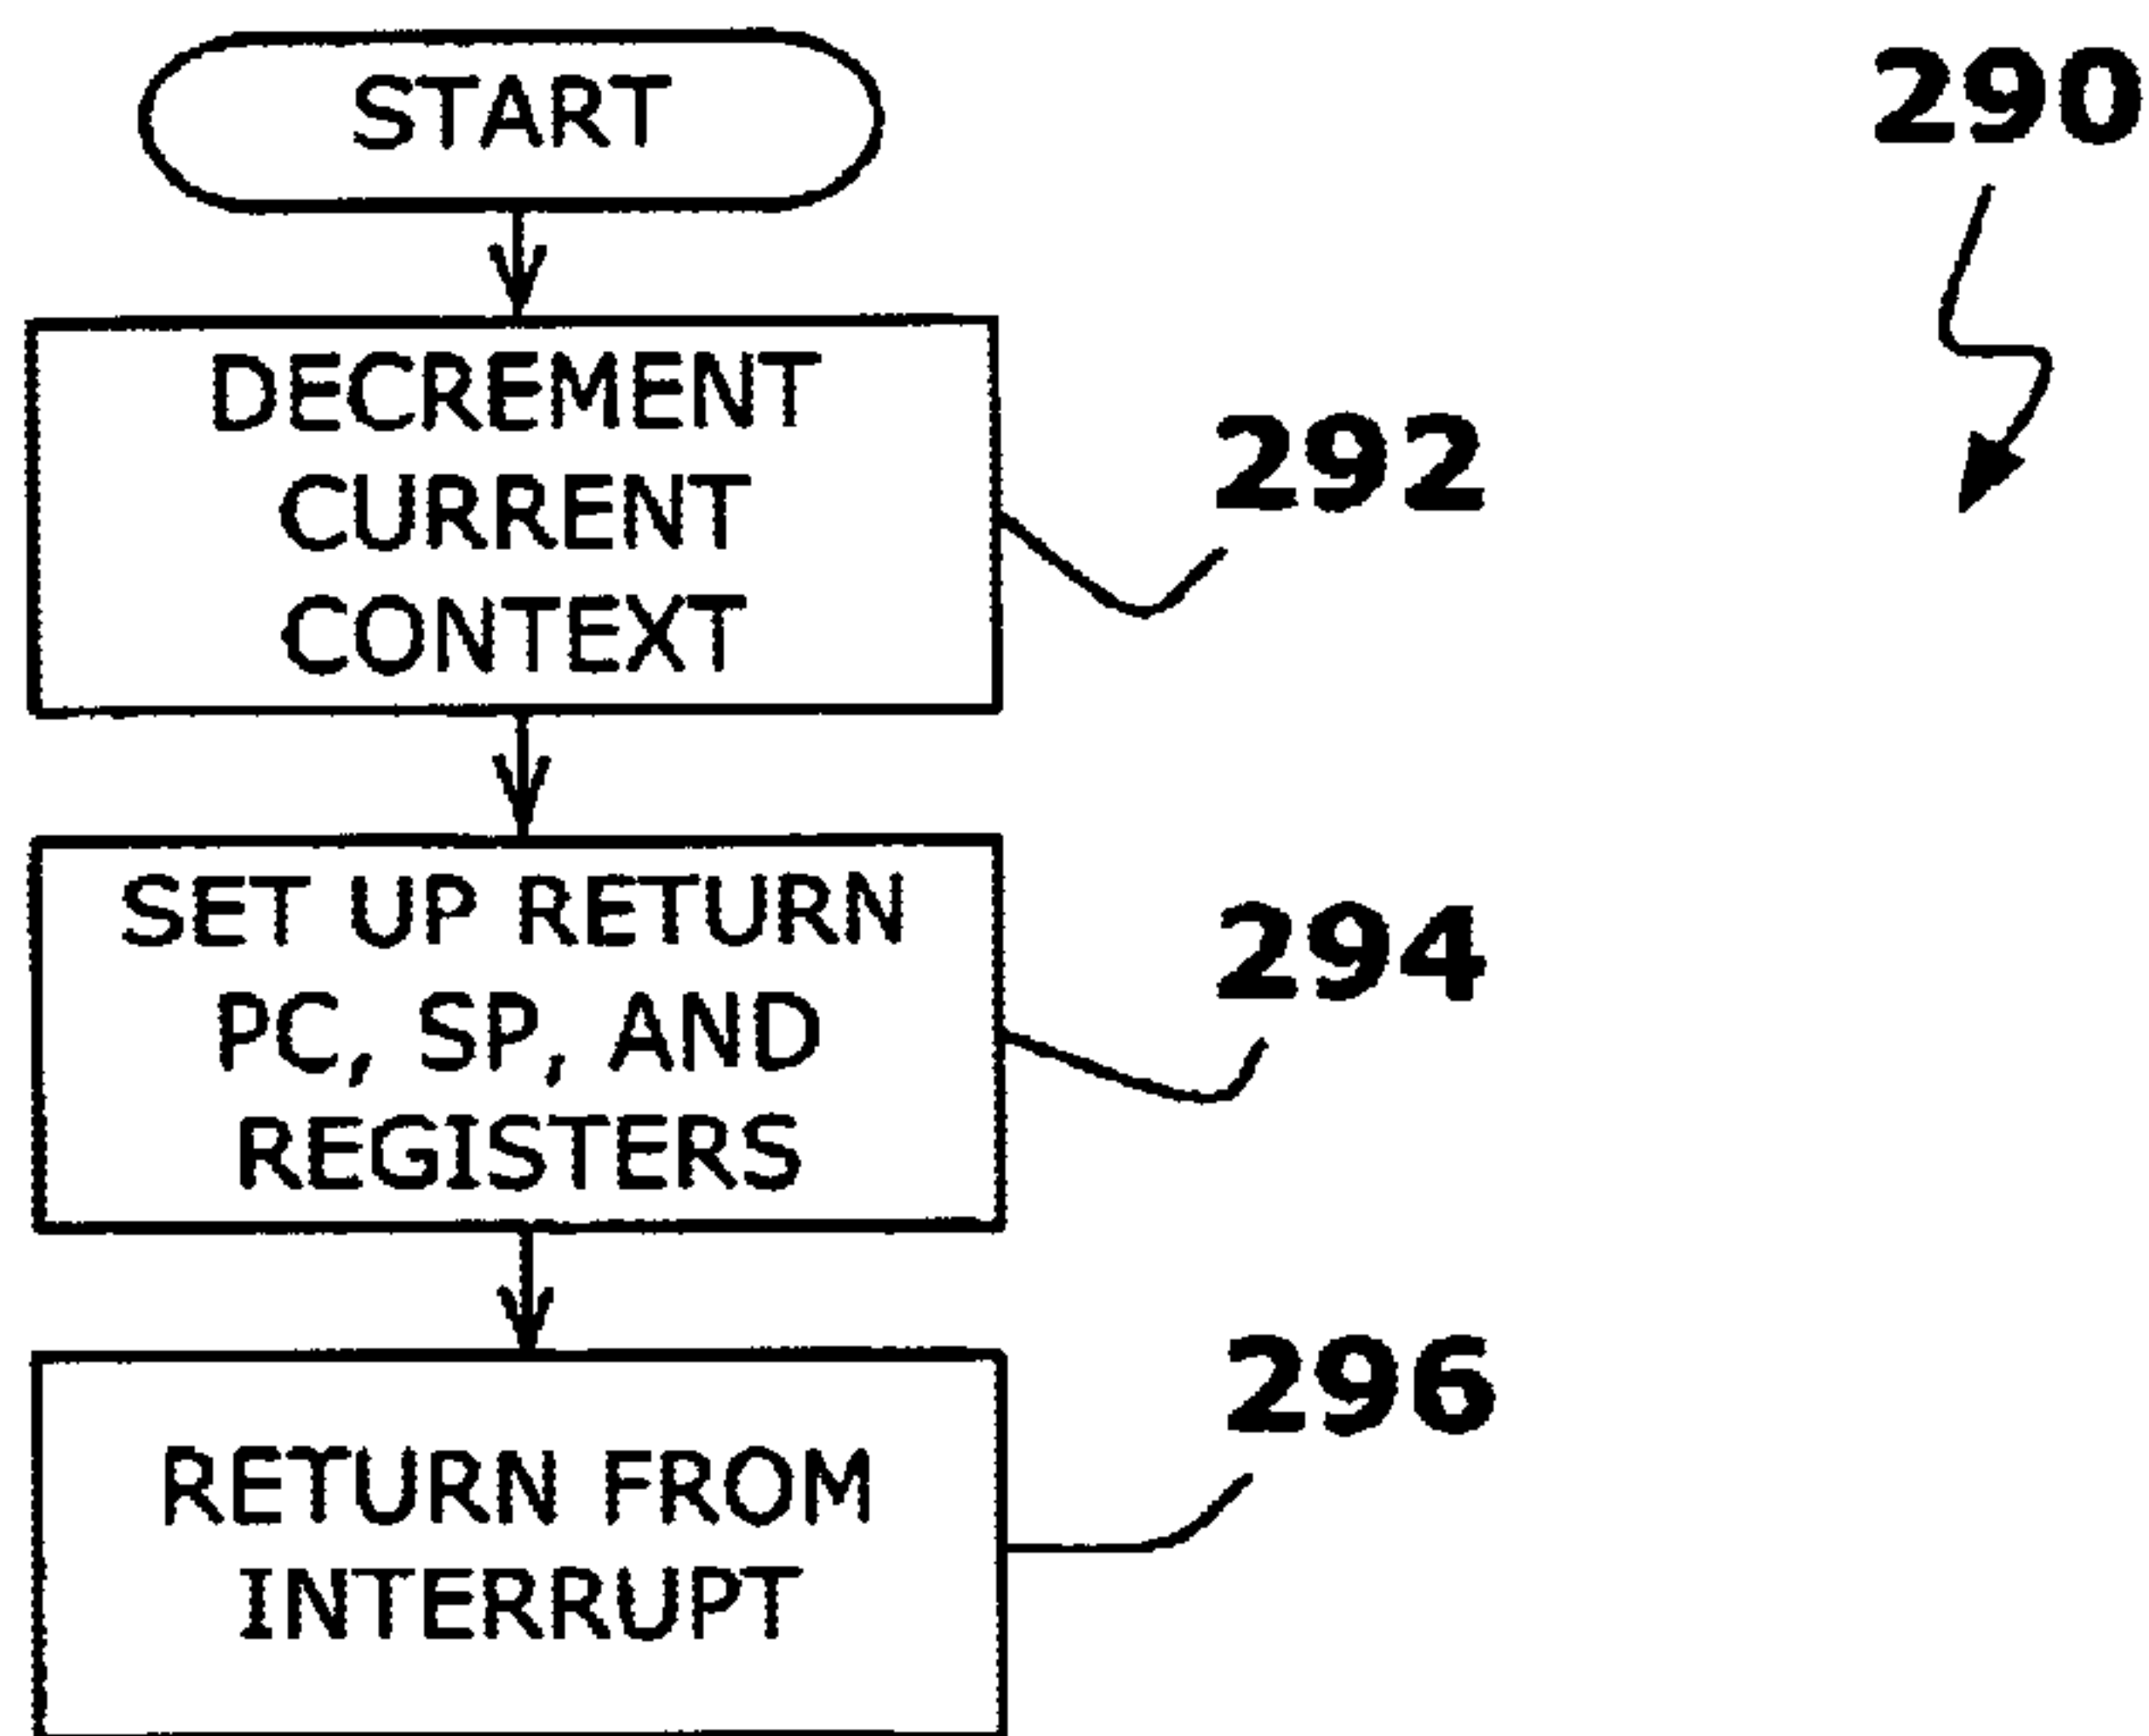 START
290
DECREMENT
CURRENT
CONTEXT
292
SET UP RETURN
PC, SP, AND
REGISTERS
294
RETURN FROM
INTERRUPT
296